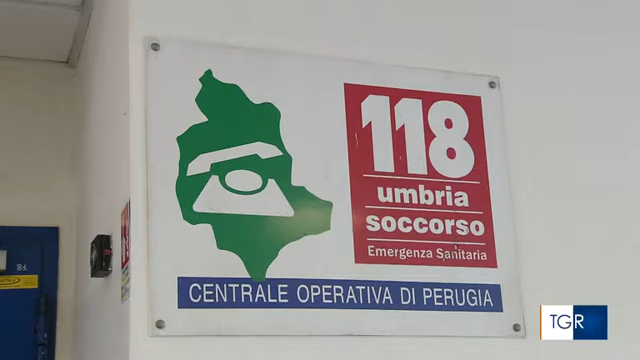 118
umbria
soccorso
Emergenza Sanitaria
CENTRALE OPERATIVA DI PERUGIA
TGR